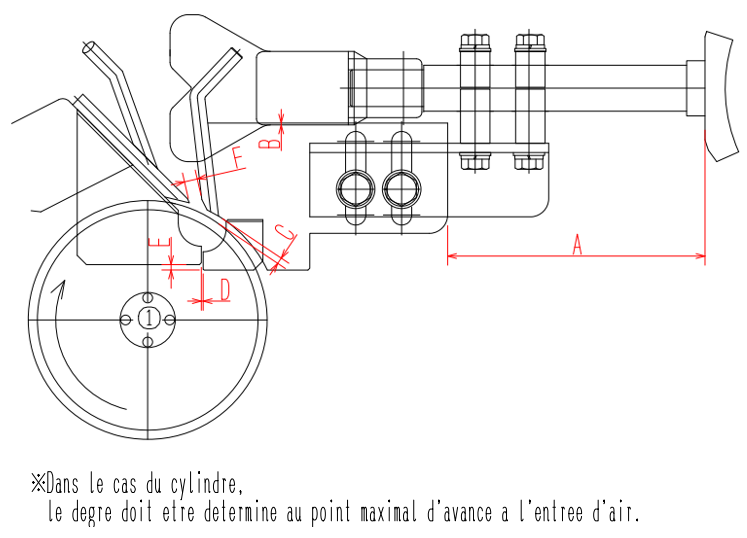 F
B
C
E
A
D
1
※Dans le cas du cylindre,
le degre doit etre determine au point maximal d'avance a l'entree d'air.